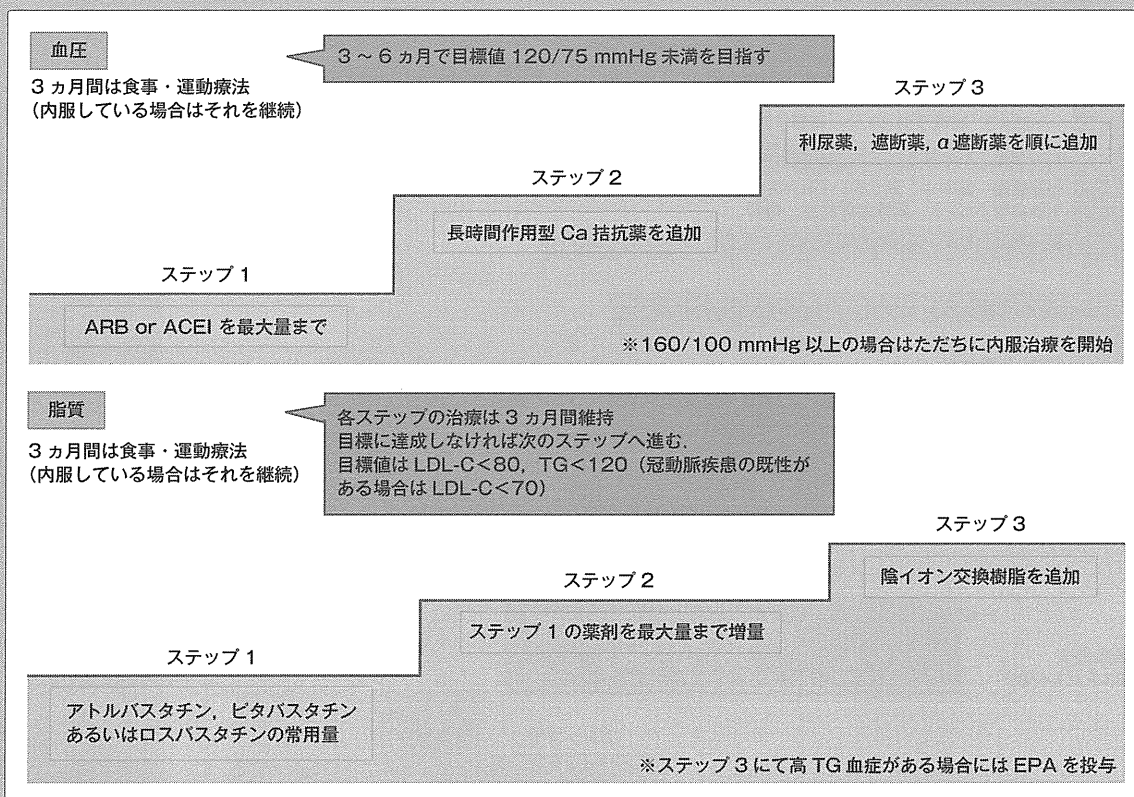 血圧
3～6ヵ月で目標値 120/75 mmHg 未満を目指す
3ヵ月間は食事・運動療法
（内服している場合はそれを継続）
ステップ 3
利尿薬，遮断薬，α遮断薬を順に追加
ステップ 2
長時間作用型 Ca 拮抗薬を追加
ステップ 1
ARB or ACEI を最大量まで
※160/100 mmHg 以上の場合はただちに内服治療を開始
脂質
各ステップの治療は 3 ヵ月間維持
目標に達成しなければ次のステップへ進む．
目標値は LDL-C＜80，TG＜120（冠動脈疾患の既性が
ある場合は LDL-C＜70）
3ヵ月間は食事・運動療法
（内服している場合はそれを継続）
ステップ 3
陰イオン交換樹脂を追加
ステップ 2
ステップ 1 の薬剤を最大量まで増量
ステップ 1
アトルバスタチン，ピタバスタチン
あるいはロスバスタチンの常用量
※ステップ 3 にて高 TG 血症がある場合には EPA を投与